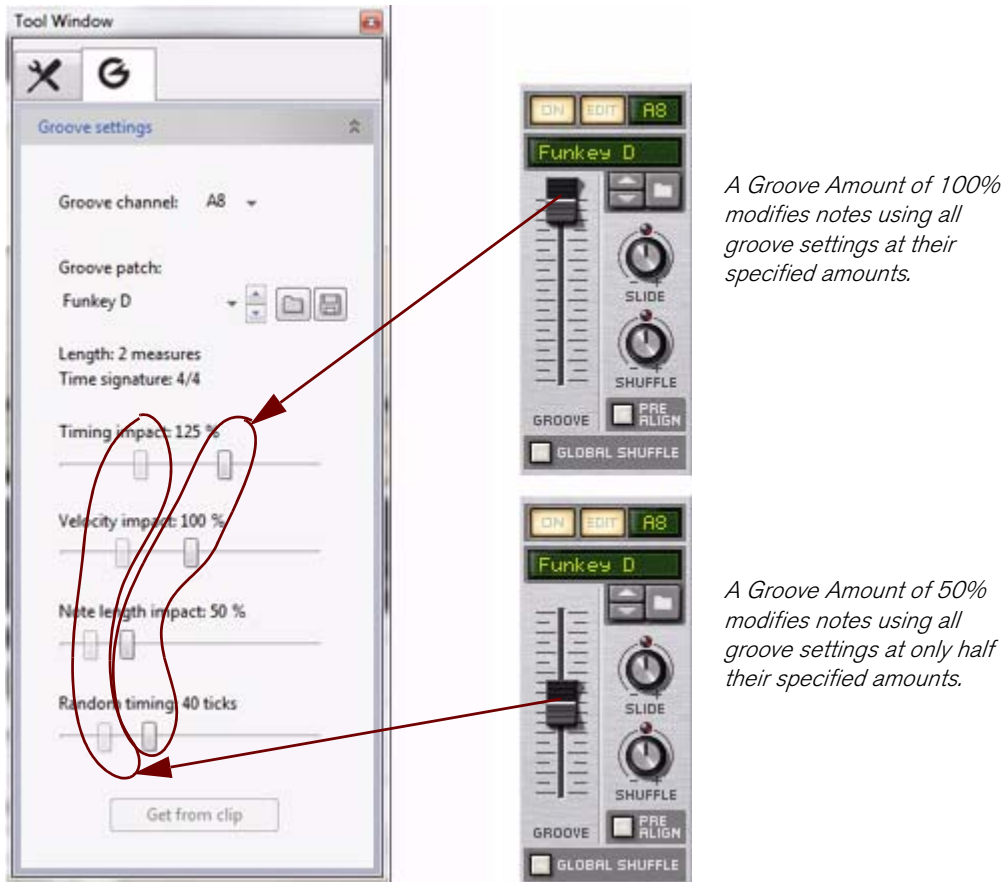 Tool Window
Groove settings
Groove channel: A8
Groove patch:
Funkey D
Length: 2 measures
Time signature: 4/4
Timing impact: 125 %
Velocity impact: 100 %
Note length impact: 50 %
Random timing: 40 ticks
Get from clip
ON EDIT A8
Funkey D
SLIDE
SHUFFLE
GROOVE
PRE
ALIGN
GLOBAL SHUFFLE
A Groove Amount of 100%
modifies notes using all
groove settings at their
specified amounts.
ON EDIT A8
Funkey D
SLIDE
SHUFFLE
GROOVE
PRE
ALIGN
GLOBAL SHUFFLE
A Groove Amount of 50%
modifies notes using all
groove settings at only half
their specified amounts.